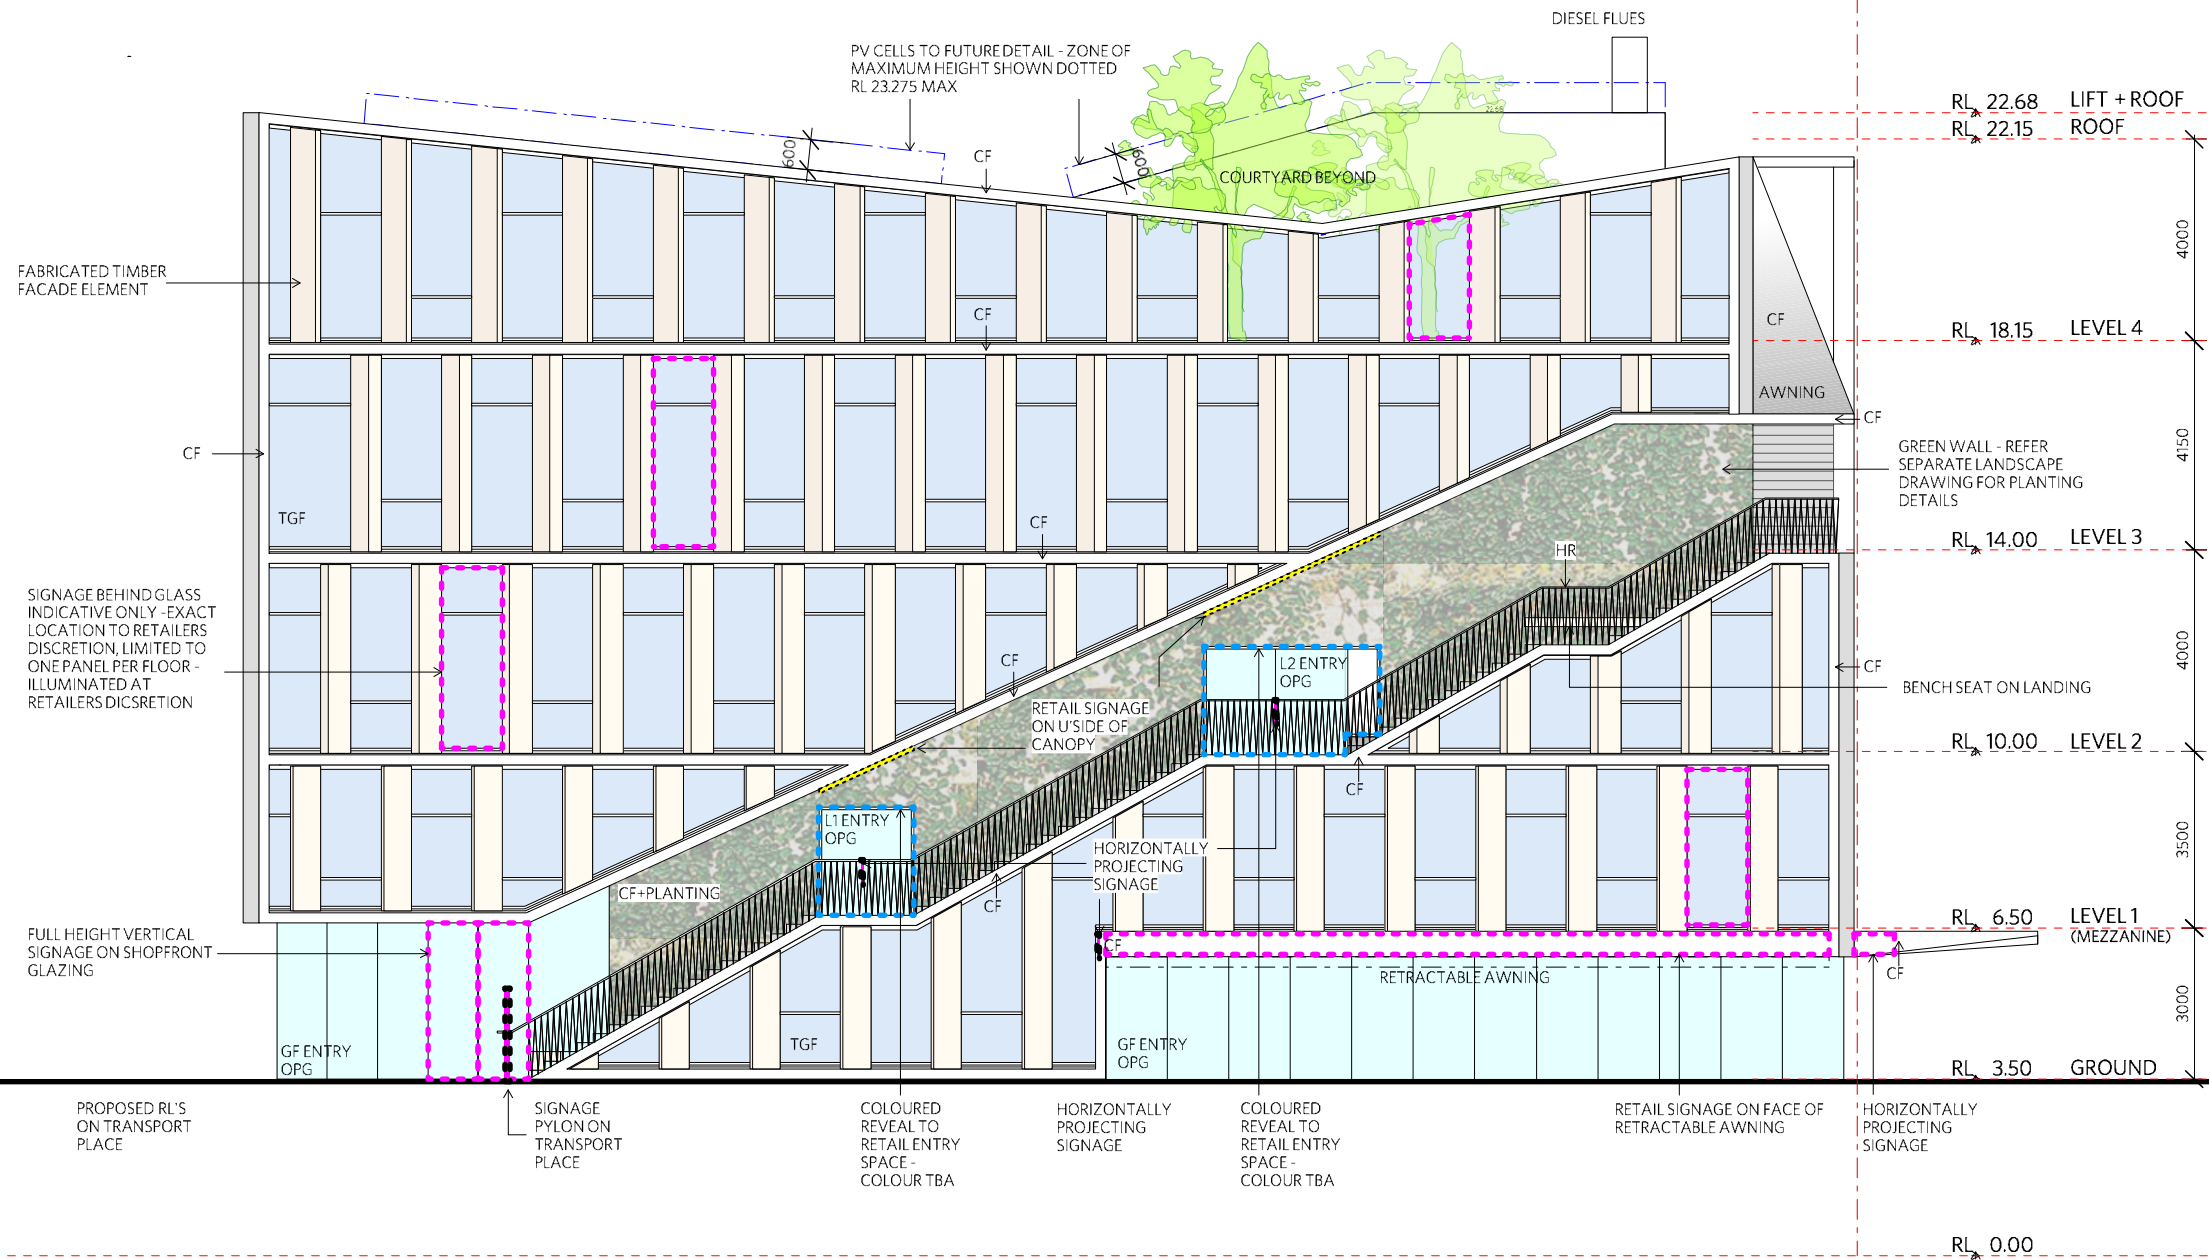 DIESEL FLUES
PV CELLS TO FUTURE DETAIL - ZONE OF
MAXIMUM HEIGHT SHOWN DOTTED
RL 23.275 MAX
RL 22.68 LIFT + ROOF
RL 22.15 ROOF
22.68
600
600
CF
COURTYARD BEYOND
4000
FABRICATED TIMBER
FACADE ELEMENT
CF
CF
RL 18.15 LEVEL 4
AWNING
CF
CF
GREEN WALL - REFER
SEPARATE LANDSCAPE
DRAWING FOR PLANTING
DETAILS
4150
TGF
CF
HR
RL 14.00 LEVEL 3
SIGNAGE BEHIND GLASS
INDICATIVE ONLY -EXACT
LOCATION TO RETAILERS
DISCRETION, LIMITED TO
ONE PANEL PER FLOOR -
ILLUMINATED AT
RETAILERS DICSRETION
CF
L2 ENTRY
OPG
CF
4000
BENCH SEAT ON LANDING
RETAIL SIGNAGE
ON U'SIDE OF
CANOPY
RL 10.00 LEVEL 2
CF
L1 ENTRY
OPG
HORIZONTALLY
PROJECTING
SIGNAGE
3500
CF+PLANTING
CF
RL 6.50 LEVEL 1
(MEZZANINE)
FULL HEIGHT VERTICAL
SIGNAGE ON SHOPFRONT
GLAZING
CF
RETRACTABLE AWNING
CF
3000
GF ENTRY
OPG
TGF
GF ENTRY
OPG
RL 3.50 GROUND
PROPOSED RL'S
ON TRANSPORT
PLACE
SIGNAGE
PYLON ON
TRANSPORT
PLACE
COLOURED
REVEAL TO
RETAIL ENTRY
SPACE -
COLOUR TBA
HORIZONTALLY
PROJECTING
SIGNAGE
COLOURED
REVEAL TO
RETAIL ENTRY
SPACE -
COLOUR TBA
RETAIL SIGNAGE ON FACE OF
RETRACTABLE AWNING
HORIZONTALLY
PROJECTING
SIGNAGE
RL 0.00